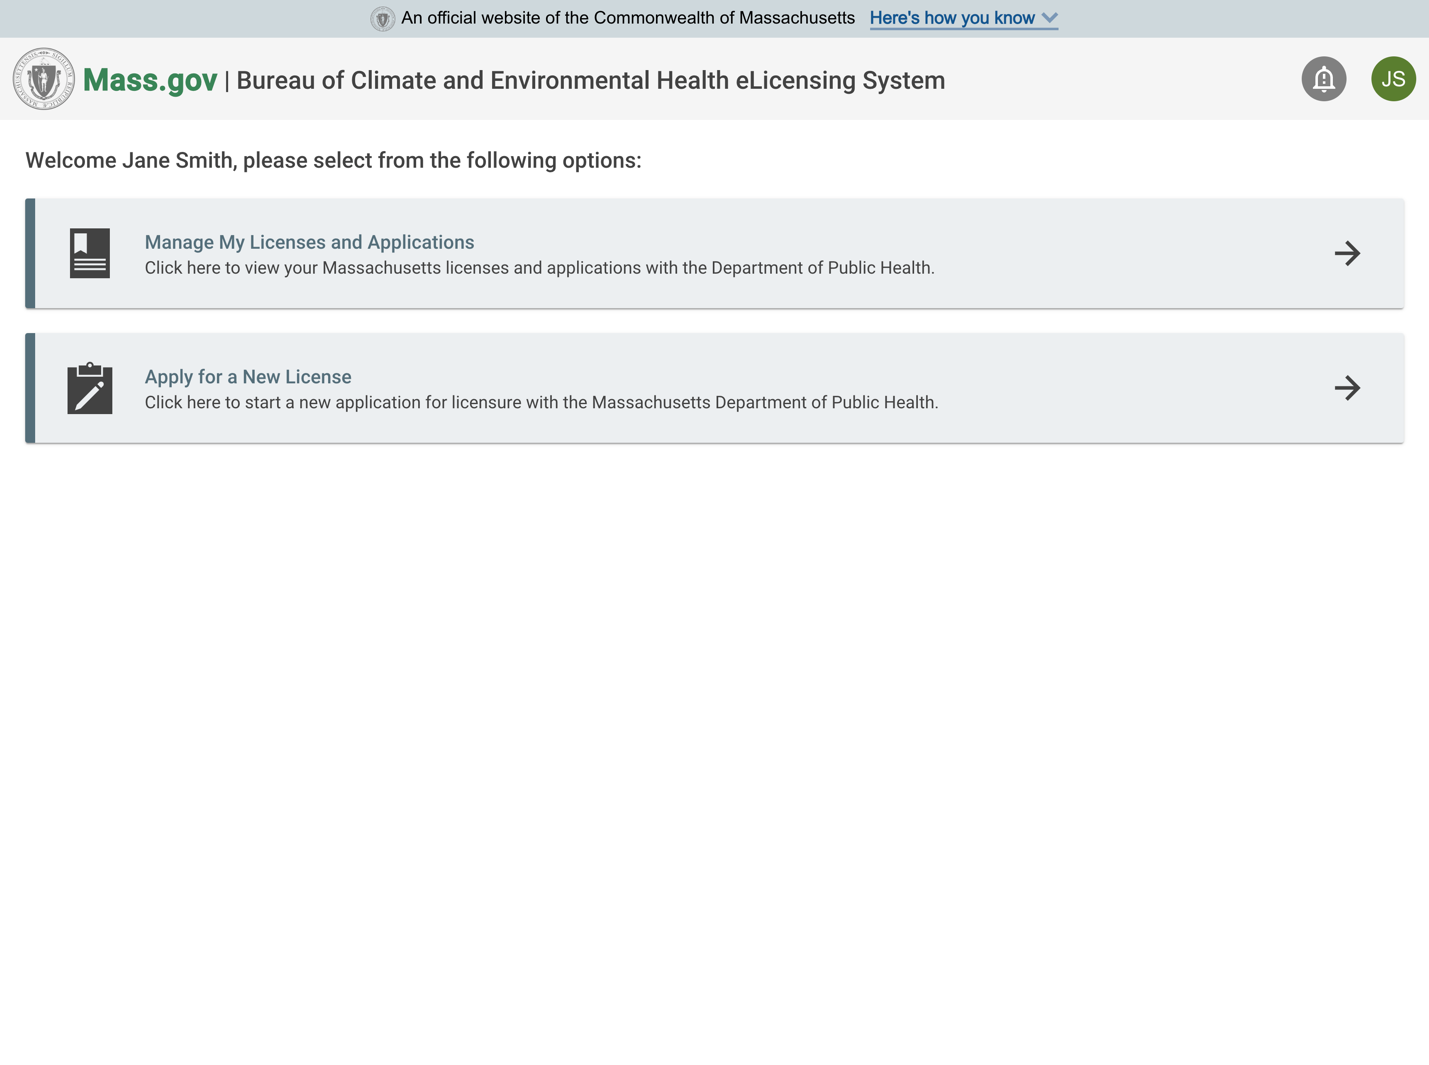 An official website of the Commonwealth of Massachusetts Here's how you know
Mass.gov | Bureau of Climate and Environmental Health eLicensing System
JS
Welcome Jane Smith, please select from the following options:
Manage My Licenses and Applications
Click here to view your Massachusetts licenses and applications with the Department of Public Health.
Apply for a New License
Click here to start a new application for licensure with the Massachusetts Department of Public Health.